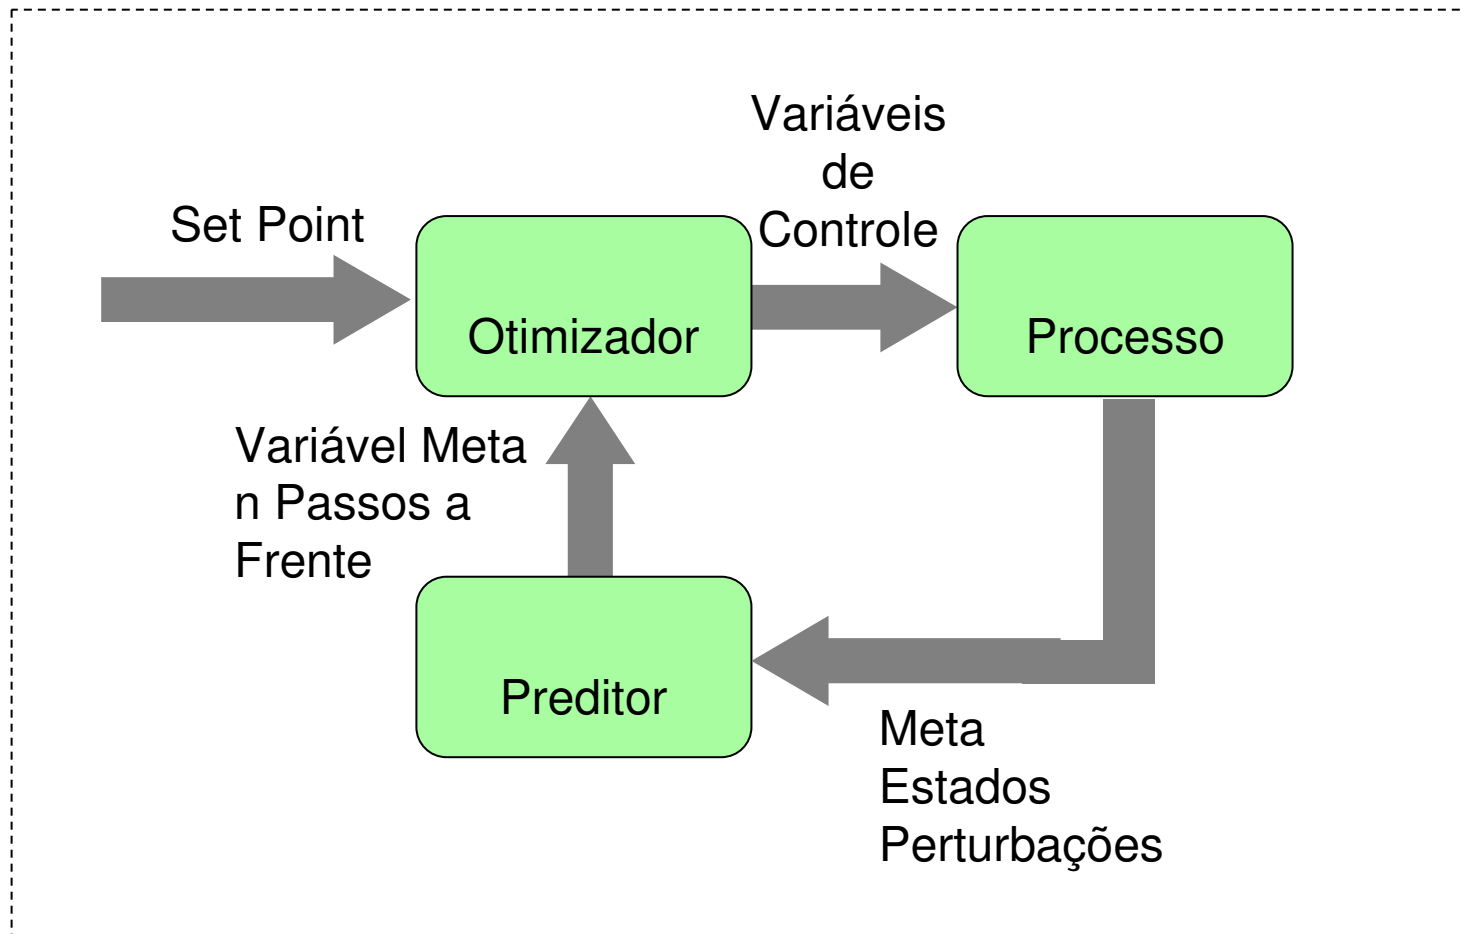 Variáveis
de
Controle
Set Point
Otimizador
Processo
Variável Meta
n Passos a
Frente
Preditor
Meta
Estados
Perturbações